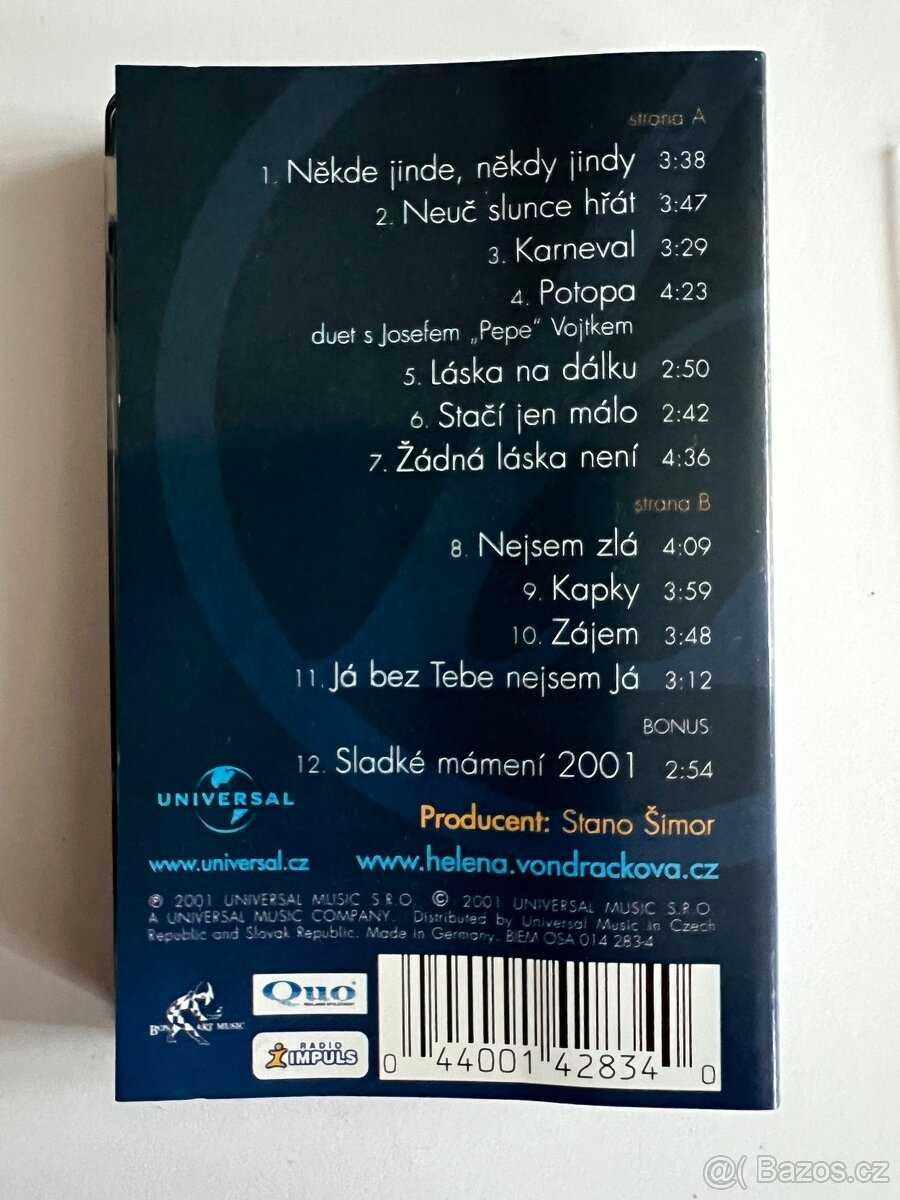 strana A
1. Někde jinde, někdy jindy 3:38
2. Neuč slunce hřát 3:47
3. Karneval 3:29
4. Potopa 4:23
duet s Josefem „Pepe“ Vojtkem
5. Láska na dálku 2:50
6. Stačí jen málo 2:42
7. Žádná láska není 4:36
strana B
8. Nejsem zlá 4:09
9. Kapky 3:59
10. Zájem 3:48
11. Já bez Tebe nejsem Já 3:12
BONUS
12. Sladké mámení 2001 2:54
UNIVERSAL
Producent: Stano Šímor
www.universal.cz www.helena.vondrackova.cz
℗ 2001 UNIVERSAL MUSIC S.R.O. © 2001 UNIVERSAL MUSIC S.R.O.
A UNIVERSAL MUSIC COMPANY. Distributed by Universal Music in Czech
Republic and Slovak Republic. Made in Germany. BIEM OSA 014 283-4
BON ART MUSIC
Quo
REKLAMNÍ SPOLEČNOST
RADIO
IMPULS
0 44001 42834 0
@( Bazos.cz